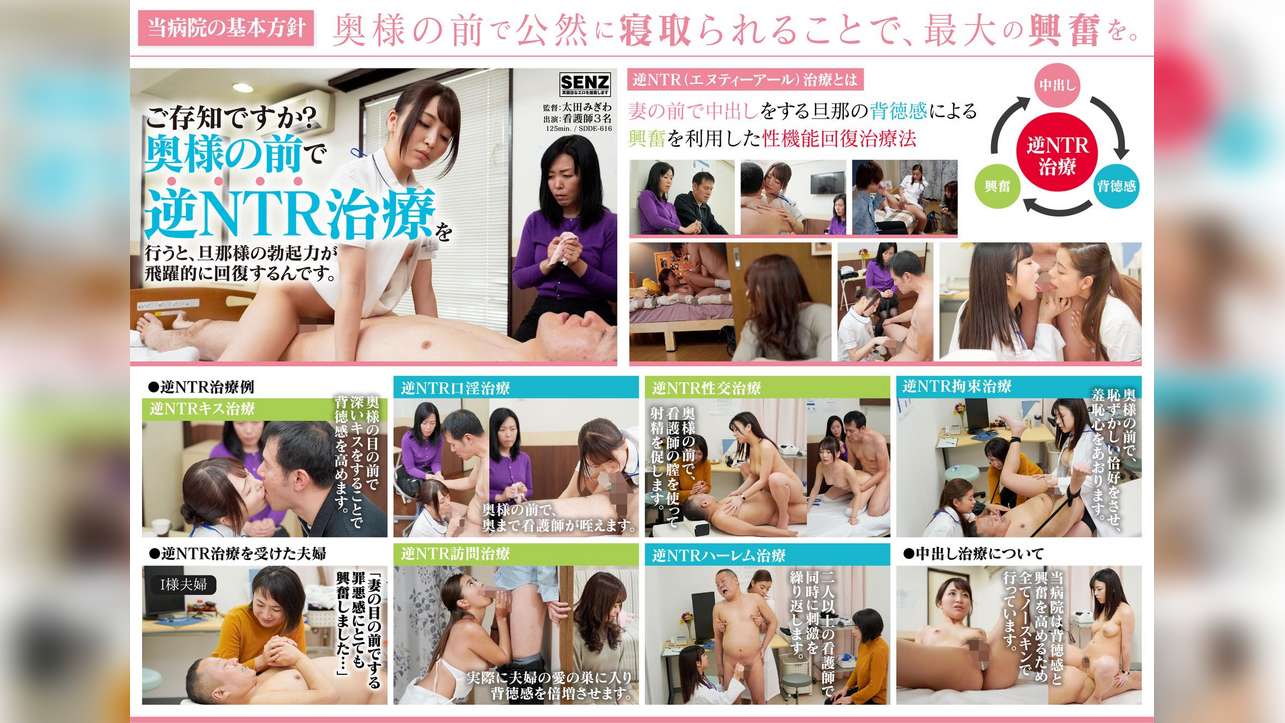 当病院の基本方針
奥様の前で公然に寝取られることで、最大の興奮を。
ご存知ですか?
奥様の前で
逆NTR治療を
行うと、旦那様の勃起力が
飛躍的に回復するんです。
SENZ
監督:太田みぎわ
出演:看護師3名
125min. / SDDE-616
逆NTR(エヌティーアール)治療とは
妻の前で中出しをする旦那の背徳感による
興奮を利用した性機能回復治療法
中出し
逆NTR
治療
興奮
背徳感
●逆NTR治療例
逆NTRキス治療
奥様の目の前で
深いキスをすることで
背徳感を高めます。
逆NTR口淫治療
奥様の前で、
奥まで看護師が咥えます。
逆NTR性交治療
奥様の前で、
看護師の膣を使って
射精を促します。
逆NTR拘束治療
奥様の前で、
恥ずかしい恰好をさせ、
羞恥心をあおります。
●逆NTR治療を受けた夫婦
I様夫婦
「妻の目の前でする
罪悪感にとても
興奮しました…」
逆NTR訪問治療
実際に夫婦の愛の巣に入り
背徳感を倍増させます。
逆NTRハーレム治療
二人以上の看護師で
同時に刺激を
繰り返します。
●中出し治療について
当病院は背徳感と
興奮を高めるため
全てノースキンで
行っています。